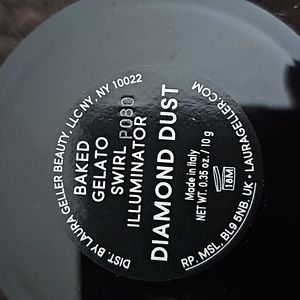 DIST. BY LAURA GELLER BEAUTY, LLC NY, NY 10022
BAKED
GELATO
SWIRL P080
ILLUMINATOR
DIAMOND DUST
Made in Italy
NET WT. 0.35 oz. / 10 g
18M
RP. MSL, BL9 5NB, UK • LAURAGELLER.COM